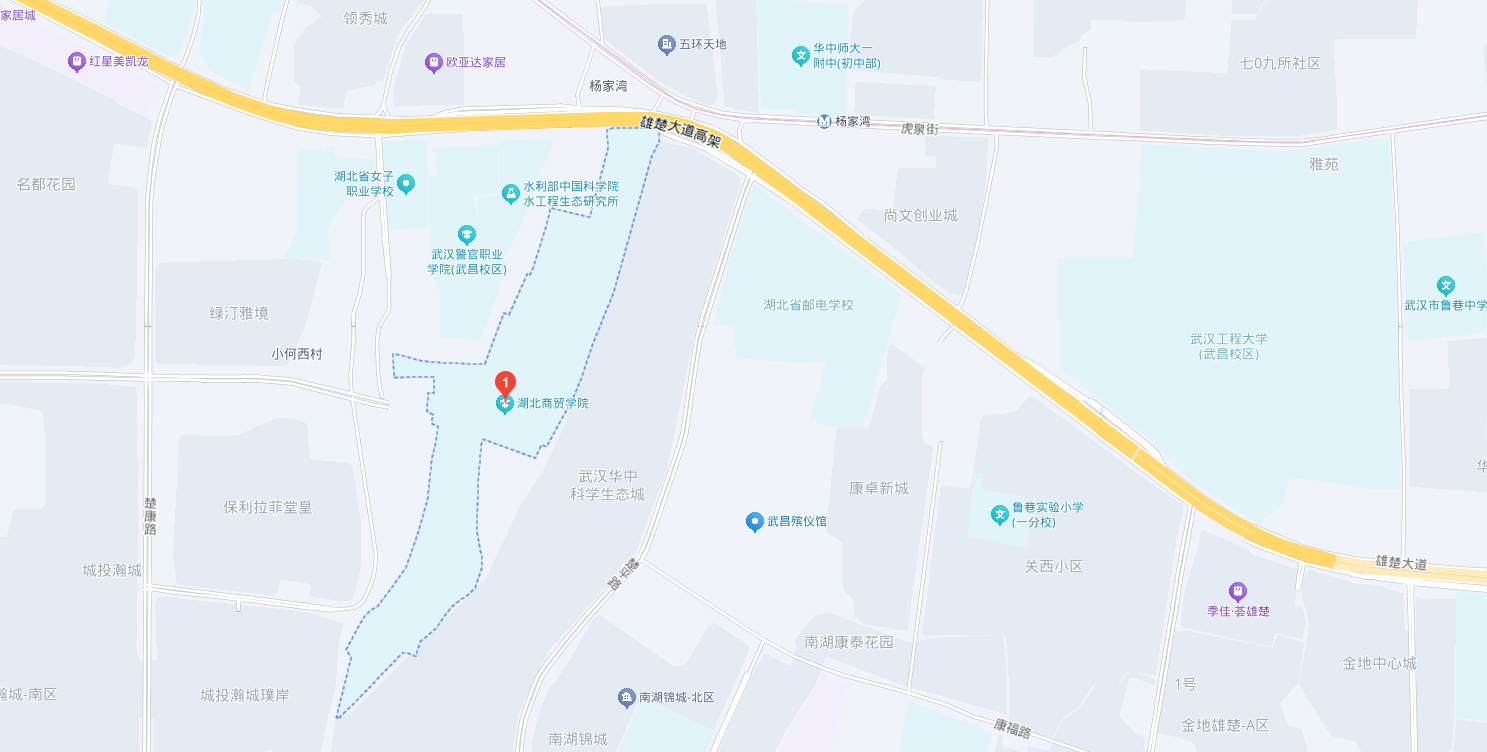 家居城
领秀城
红星美凯龙
欧亚达家居
五环天地
华中师大一
附中(初中部)
七0九所社区
杨家湾
杨家湾
虎泉街
雄楚大道高架
雅苑
名都花园
湖北省女子
职业学校
水利部中国科学院
水工程生态研究所
尚文创业城
武汉警官职业
学院(武昌校区)
绿汀雅境
湖北省邮电学校
武汉市鲁巷中学
武汉工程大学
(武昌校区)
小何西村
1
湖北商贸学院
武汉华中
科学生态城
康卓新城
保利拉菲堂皇
楚康路
武昌殡仪馆
鲁巷实验小学
(一分校)
城投瀚城
楚平路
关西小区
雄楚大道
季佳·荟雄楚
南湖康泰花园
金地中心城
瀚城-南区
城投瀚城璞岸
南湖锦城-北区
1号
康福路
金地雄楚-A区
南湖锦城